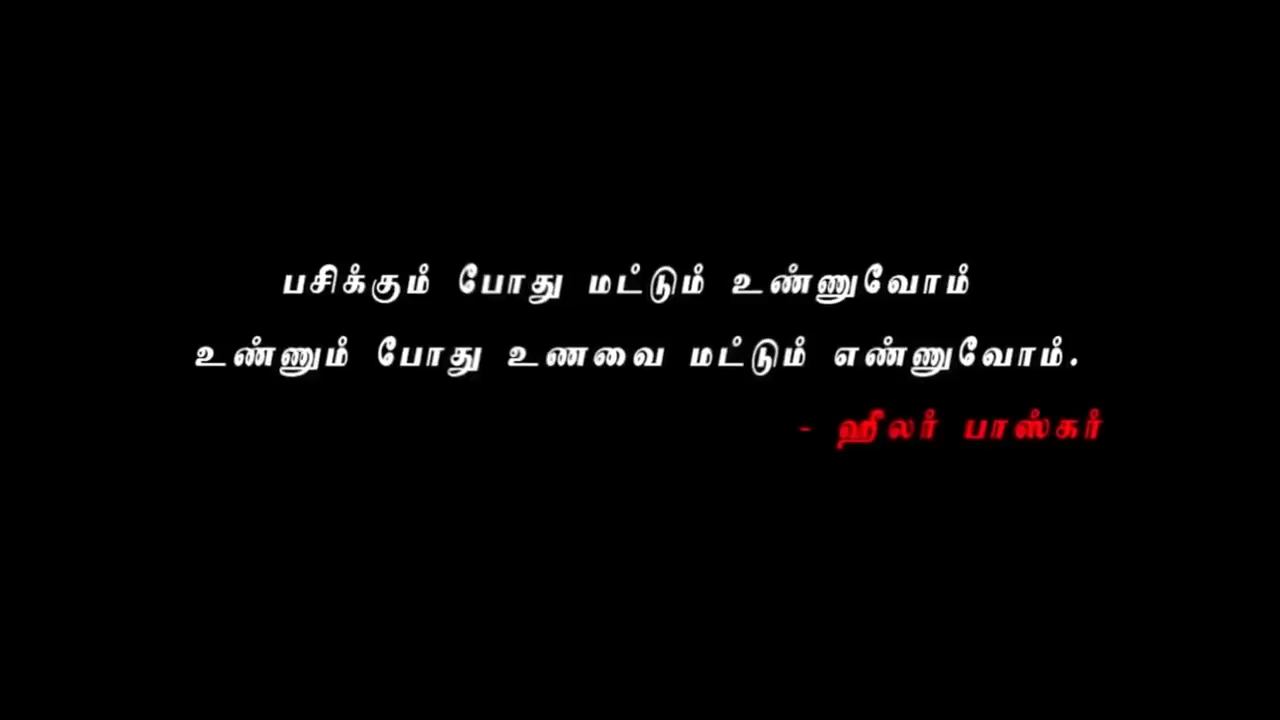 பசிக்கும் போது மட்டும் உண்ணுவோம்
உண்ணும் போது உணவை மட்டும் எண்ணுவோம்.
- ஹீலர் பாஸ்கர்